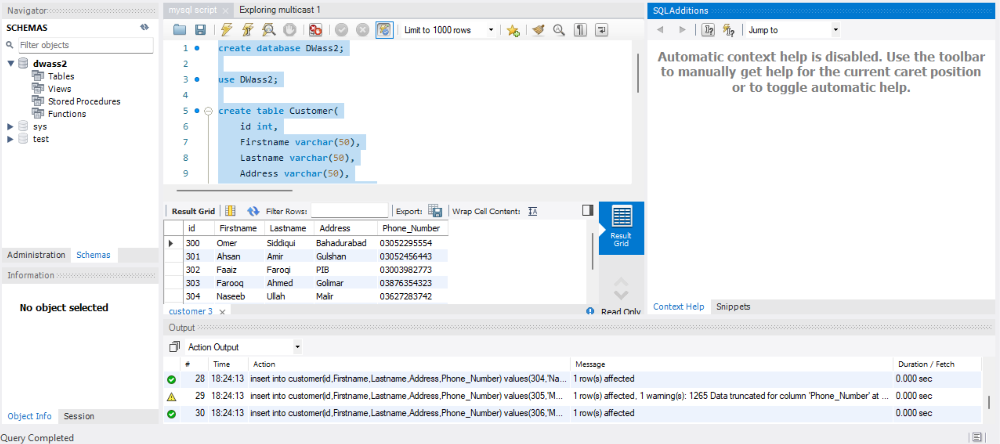 Navigator
SCHEMAS
Filter objects
dwass2
Tables
Views
Stored Procedures
Functions
sys
test
Administration Schemas
Information
No object selected
Object Info Session
mysql script Exploring multicast 1
Limit to 1000 rows
1 create database DWass2;
2
3 use DWass2;
4
5 create table Customer(
6 id int,
7 Firstname varchar(50),
8 Lastname varchar(50),
9 Address varchar(50),
Result Grid Filter Rows: Export: Wrap Cell Content:
id Firstname Lastname Address Phone_Number
300 Omer Siddiqui Bahadurabad 03052295554
301 Ahsan Amir Gulshan 03052456443
302 Faaiz Faroqi PIB 03003982773
303 Farooq Ahmed Golimar 03876354323
304 Naseeb Ullah Malir 03627283742
Result
Grid
customer 3 Read Only
SQLAdditions
Jump to
Automatic context help is disabled. Use the toolbar
to manually get help for the current caret position
or to toggle automatic help.
Context Help Snippets
Output
Action Output
# Time Action Message Duration / Fetch
28 18:24:13 insert into customer(id,Firstname,Lastname,Address,Phone_Number) values(304,'Na... 1 row(s) affected 0.000 sec
29 18:24:13 insert into customer(id,Firstname,Lastname,Address,Phone_Number) values(305,'M... 1 row(s) affected, 1 warning(s): 1265 Data truncated for column 'Phone_Number' at ... 0.000 sec
30 18:24:13 insert into customer(id,Firstname,Lastname,Address,Phone_Number) values(306,'M... 1 row(s) affected 0.000 sec
Query Completed